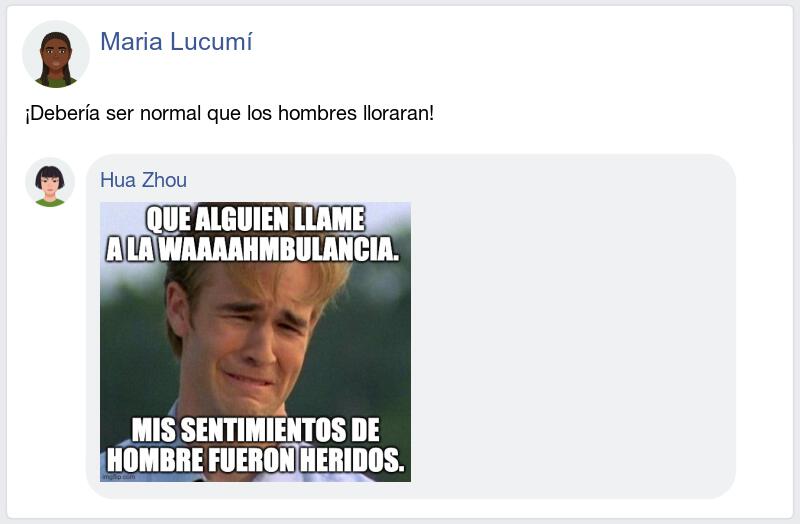 Maria Lucumí
¡Debería ser normal que los hombres lloraran!
Hua Zhou
QUE ALGUIEN LLAME
A LA WAAAAHMBULANCIA.
MIS SENTIMIENTOS DE
HOMBRE FUERON HERIDOS.
imgflip.com